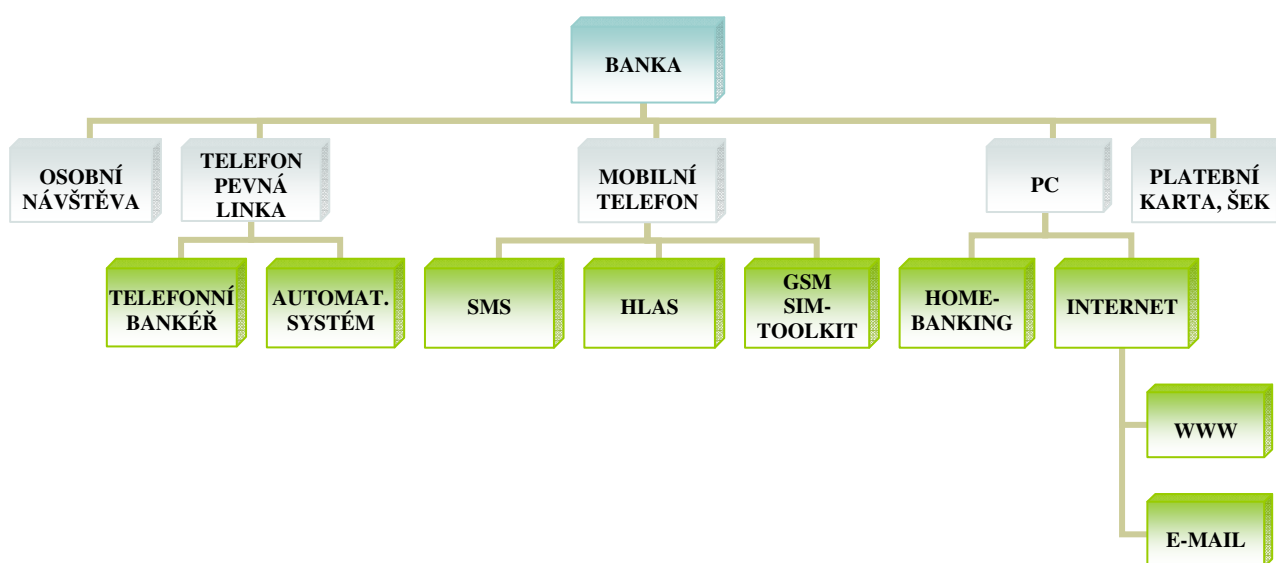 BANKA
OSOBNÍ
NÁVŠTĚVA
TELEFON
PEVNÁ
LINKA
MOBILNÍ
TELEFON
PC
PLATEBNÍ
KARTA, ŠEK
TELEFONNÍ
BANKÉŘ
AUTOMAT.
SYSTÉM
SMS
HLAS
GSM
SIM-
TOOLKIT
HOME-
BANKING
INTERNET
WWW
E-MAIL